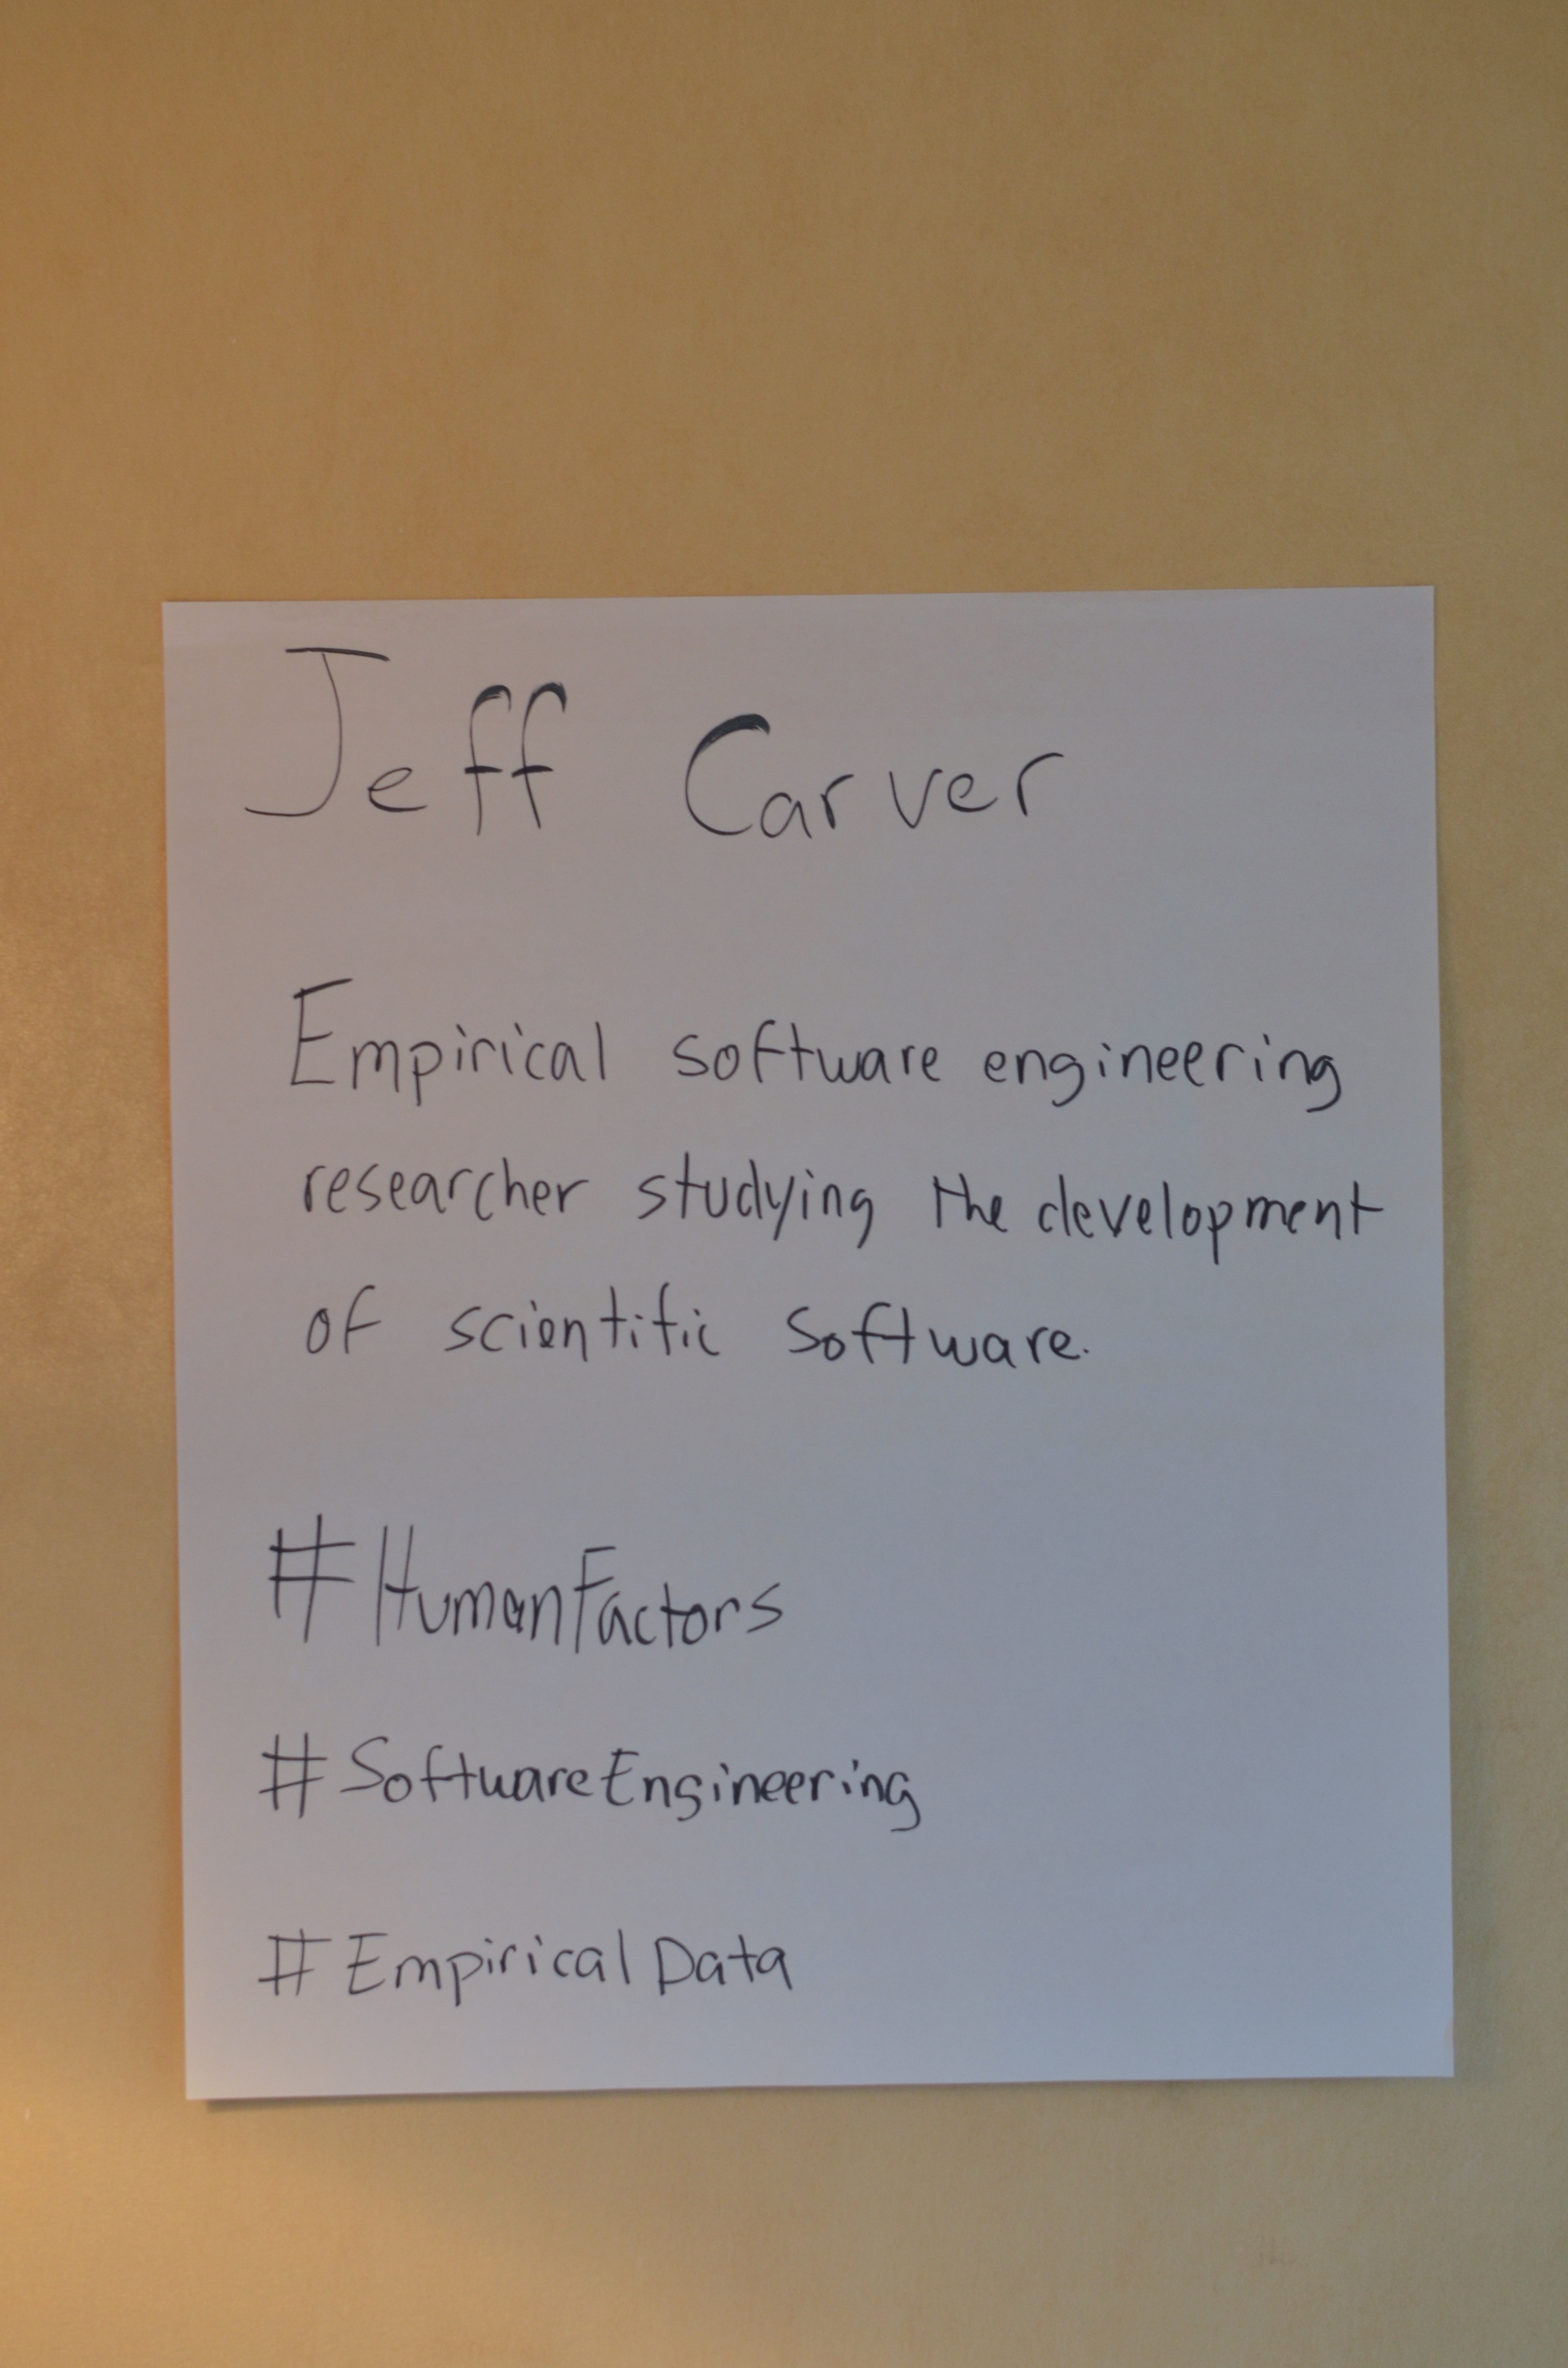 Jeff Carver
Empirical software engineering
researcher studying the development
of scientific software.
#HumanFactors
#SoftwareEngineering
#EmpiricalData